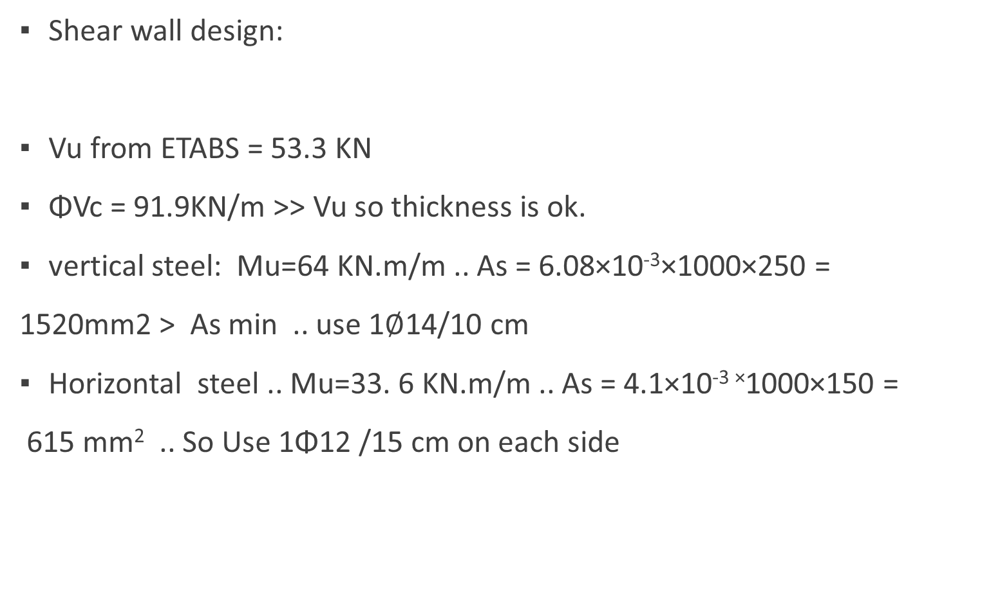 ▪ Shear wall design:
▪ Vu from ETABS = 53.3 KN
▪ ΦVc = 91.9KN/m >> Vu so thickness is ok.
▪ vertical steel:  Mu=64 KN.m/m .. As = 6.08×10⁻³×1000×250 =
1520mm2 >  As min  .. use 1Ø14/10 cm
▪ Horizontal  steel .. Mu=33. 6 KN.m/m .. As = 4.1×10⁻³ ×1000×150 =
615 mm²  .. So Use 1Φ12 /15 cm on each side